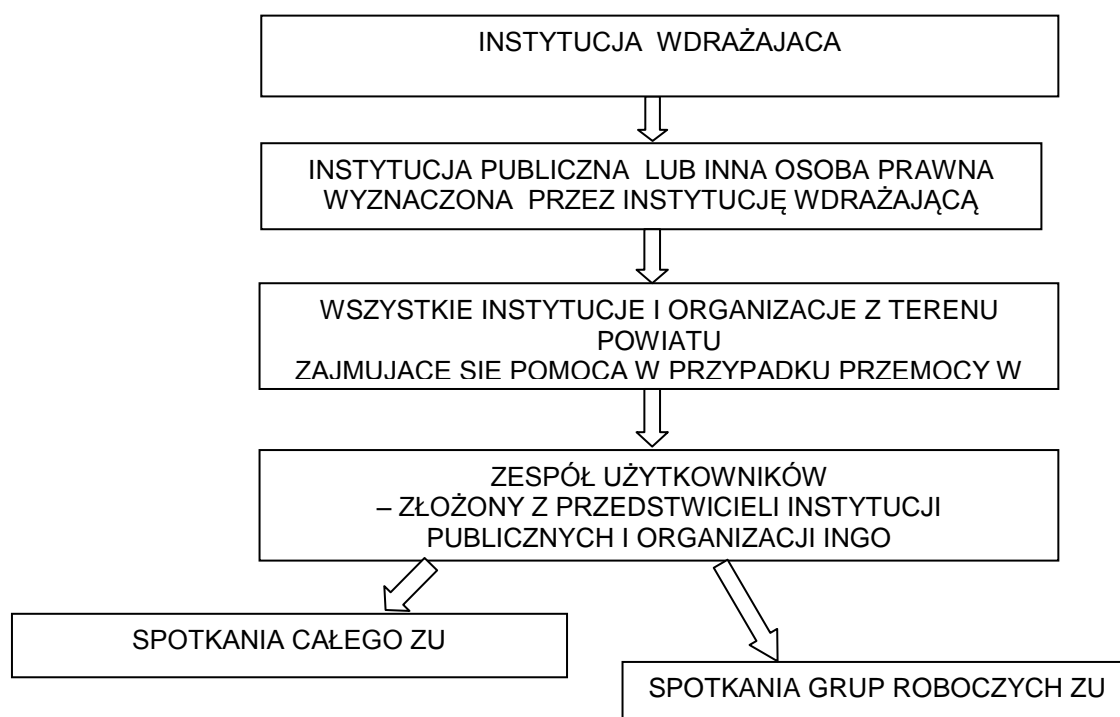 INSTYTUCJA WDRAŻAJACA
INSTYTUCJA PUBLICZNA LUB INNA OSOBA PRAWNA
WYZNACZONA PRZEZ INSTYTUCJĘ WDRAŻAJĄCĄ
WSZYSTKIE INSTYTUCJE I ORGANIZACJE Z TERENU
POWIATU
ZAJMUJACE SIE POMOCA W PRZYPADKU PRZEMOCY W
ZESPÓŁ UŻYTKOWNIKÓW
– ZŁOŻONY Z PRZEDSTWICIELI INSTYTUCJI
PUBLICZNYCH I ORGANIZACJI INGO
SPOTKANIA CAŁEGO ZU
SPOTKANIA GRUP ROBOCZYCH ZU